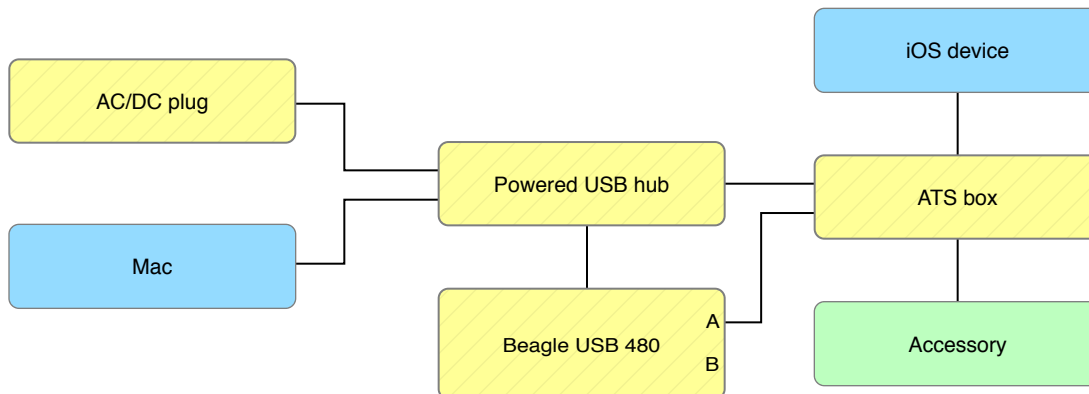 iOS device
AC/DC plug
Powered USB hub
ATS box
Mac
A
Beagle USB 480
B
Accessory